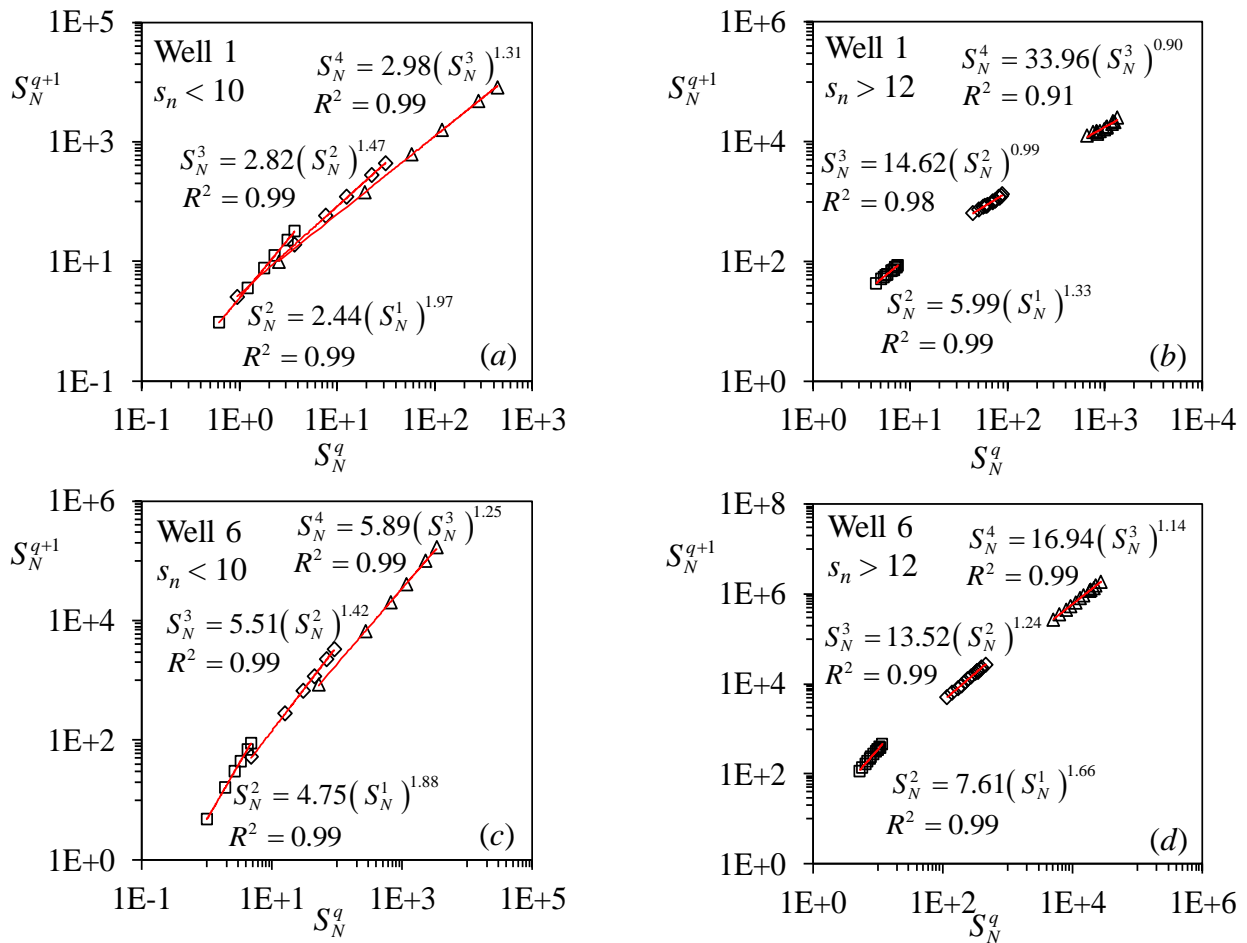 1E+5
Well 1
s_n < 10
S_N^{q+1}
S_N^4 = 2.98(S_N^3)^{1.31}
R^2 = 0.99
1E+3
S_N^3 = 2.82(S_N^2)^{1.47}
R^2 = 0.99
1E+1
S_N^2 = 2.44(S_N^1)^{1.97}
R^2 = 0.99
(a)
1E-1
1E-1 1E+0 1E+1 1E+2 1E+3
S_N^q
1E+6
Well 1
s_n > 12
S_N^{q+1}
S_N^4 = 33.96(S_N^3)^{0.90}
R^2 = 0.91
1E+4
S_N^3 = 14.62(S_N^2)^{0.99}
R^2 = 0.98
1E+2
S_N^2 = 5.99(S_N^1)^{1.33}
R^2 = 0.99
(b)
1E+0
1E+0 1E+1 1E+2 1E+3 1E+4
S_N^q
1E+6
Well 6
s_n < 10
S_N^{q+1}
S_N^4 = 5.89(S_N^3)^{1.25}
R^2 = 0.99
1E+4
S_N^3 = 5.51(S_N^2)^{1.42}
R^2 = 0.99
1E+2
S_N^2 = 4.75(S_N^1)^{1.88}
R^2 = 0.99
(c)
1E+0
1E-1 1E+1 1E+3 1E+5
S_N^q
1E+8
Well 6
s_n > 12
S_N^{q+1}
S_N^4 = 16.94(S_N^3)^{1.14}
R^2 = 0.99
1E+6
S_N^3 = 13.52(S_N^2)^{1.24}
R^2 = 0.99
1E+4
1E+2
S_N^2 = 7.61(S_N^1)^{1.66}
R^2 = 0.99
(d)
1E+0
1E+0 1E+2 1E+4 1E+6
S_N^q